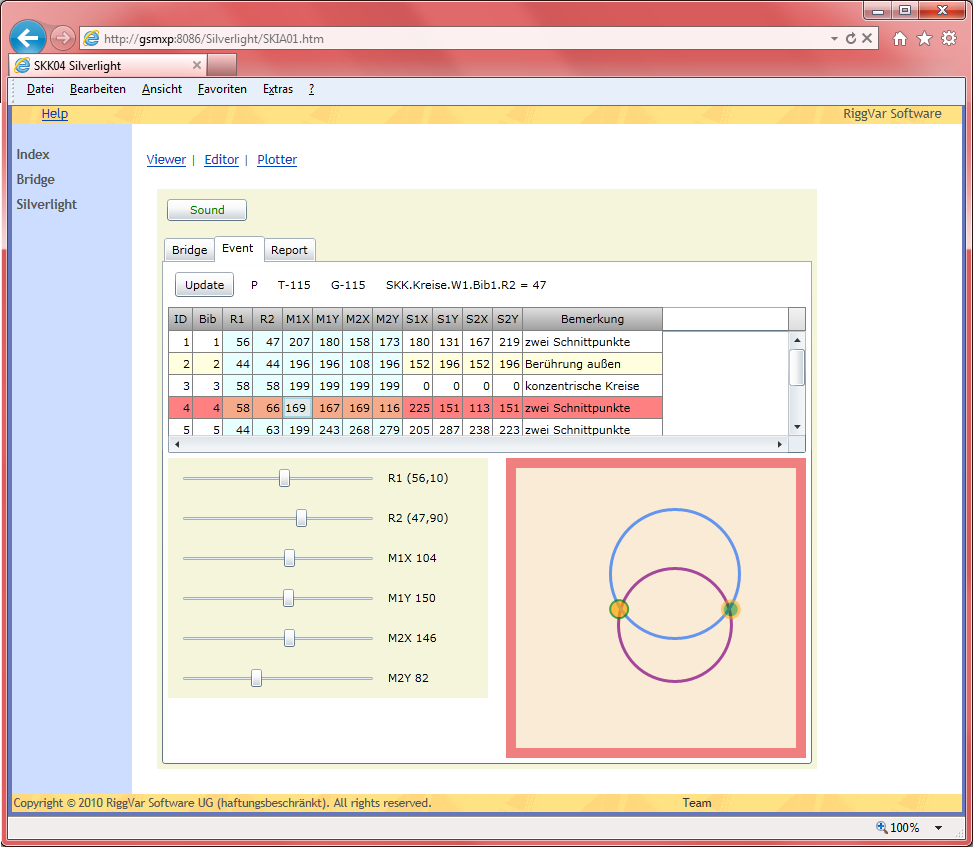 http://gsmxp:8086/Silverlight/SKIA01.htm
SKK04 Silverlight
Datei Bearbeiten Ansicht Favoriten Extras ?
Help RiggVar Software
Index
Bridge
Silverlight
Viewer | Editor | Plotter
Sound
Bridge Event Report
Update P T-115 G-115 SKK.Kreise.W1.Bib1.R2 = 47
ID Bib R1 R2 M1X M1Y M2X M2Y S1X S1Y S2X S2Y Bemerkung
1 1 56 47 207 180 158 173 180 131 167 219 zwei Schnittpunkte
2 2 44 44 196 196 108 196 152 196 152 196 Berührung außen
3 3 58 58 199 199 199 199 0 0 0 0 konzentrische Kreise
4 4 58 66 169 167 169 116 225 151 113 151 zwei Schnittpunkte
5 5 44 63 199 243 268 279 205 287 238 223 zwei Schnittpunkte
R1 (56,10)
R2 (47,90)
M1X 104
M1Y 150
M2X 146
M2Y 82
Copyright © 2010 RiggVar Software UG (haftungsbeschränkt). All rights reserved. Team
100%